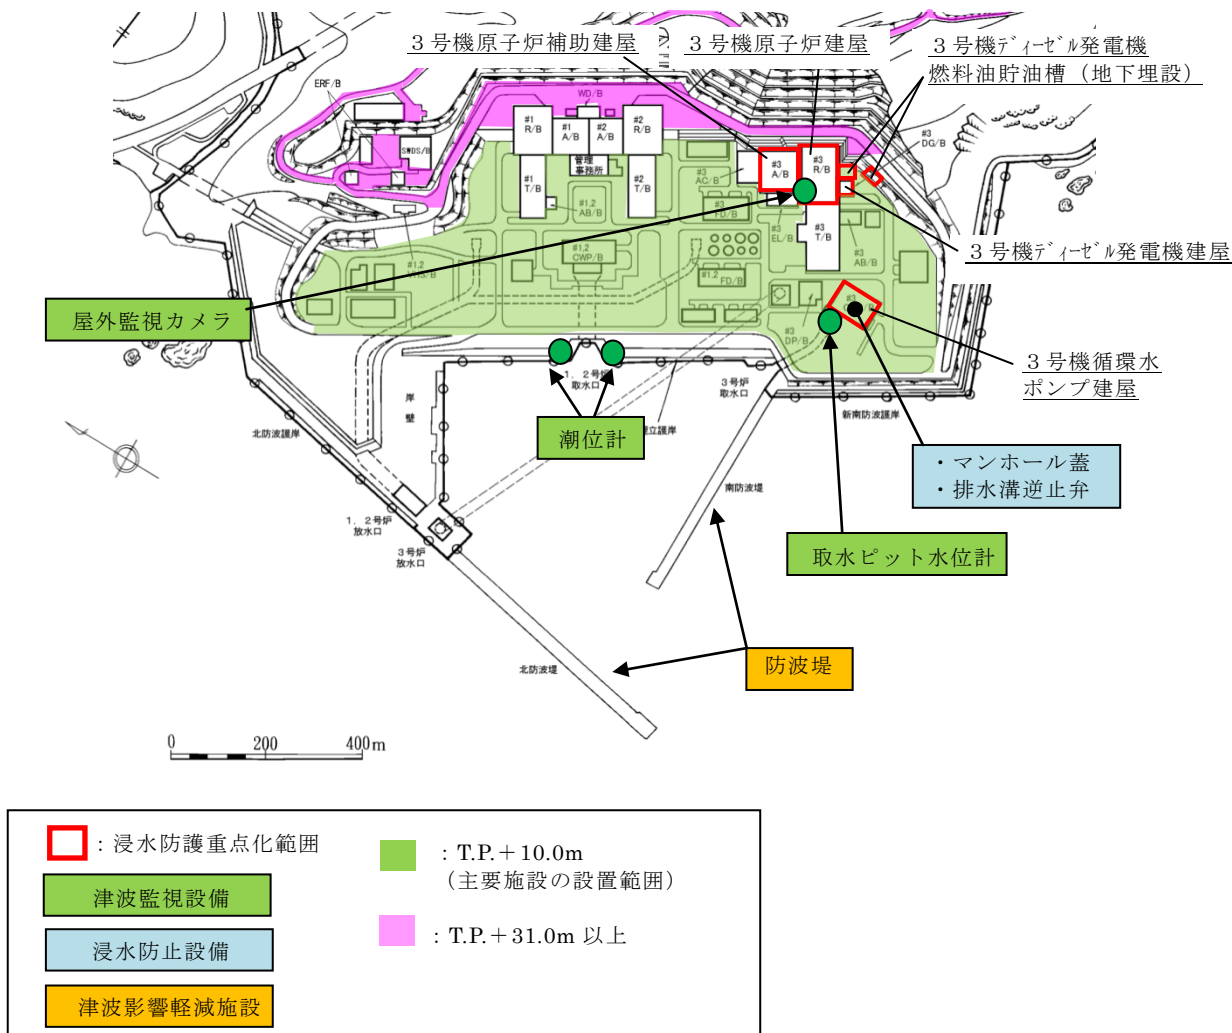 3号機原子炉補助建屋
3号機原子炉建屋
3号機ﾃﾞｨｰｾﾞﾙ発電機
燃料油貯油槽（地下埋設）
ERF/B
WD/B
SWDS/B
#1
R/B
#1
A/B
#2
A/B
#2
R/B
管理
事務所
#1
T/B
#2
T/B
#1,2
AB/B
#3
AC/B
#3
A/B
#3
R/B
#3
DG/B
#3
FD/B
#3
EL/B
#3
T/B
#3
AB/B
3号機ﾃﾞｨｰｾﾞﾙ発電機建屋
#1,2
#1,2
CWP/B
#1,2
FD/B
#3
#3
DP/B
屋外監視カメラ
3号機循環水
ポンプ建屋
1，2号炉
取水口
3号炉
取水口
新南防波護岸
岸
壁
北防波護岸
潮位計
・マンホール蓋
・排水溝逆止弁
南防波堤
1，2号炉
放水口
3号炉
放水口
取水ピット水位計
北防波堤
防波堤
0 200 400m
：浸水防護重点化範囲
津波監視設備
浸水防止設備
津波影響軽減施設
：T.P.＋10.0m
（主要施設の設置範囲）
：T.P.＋31.0m 以上